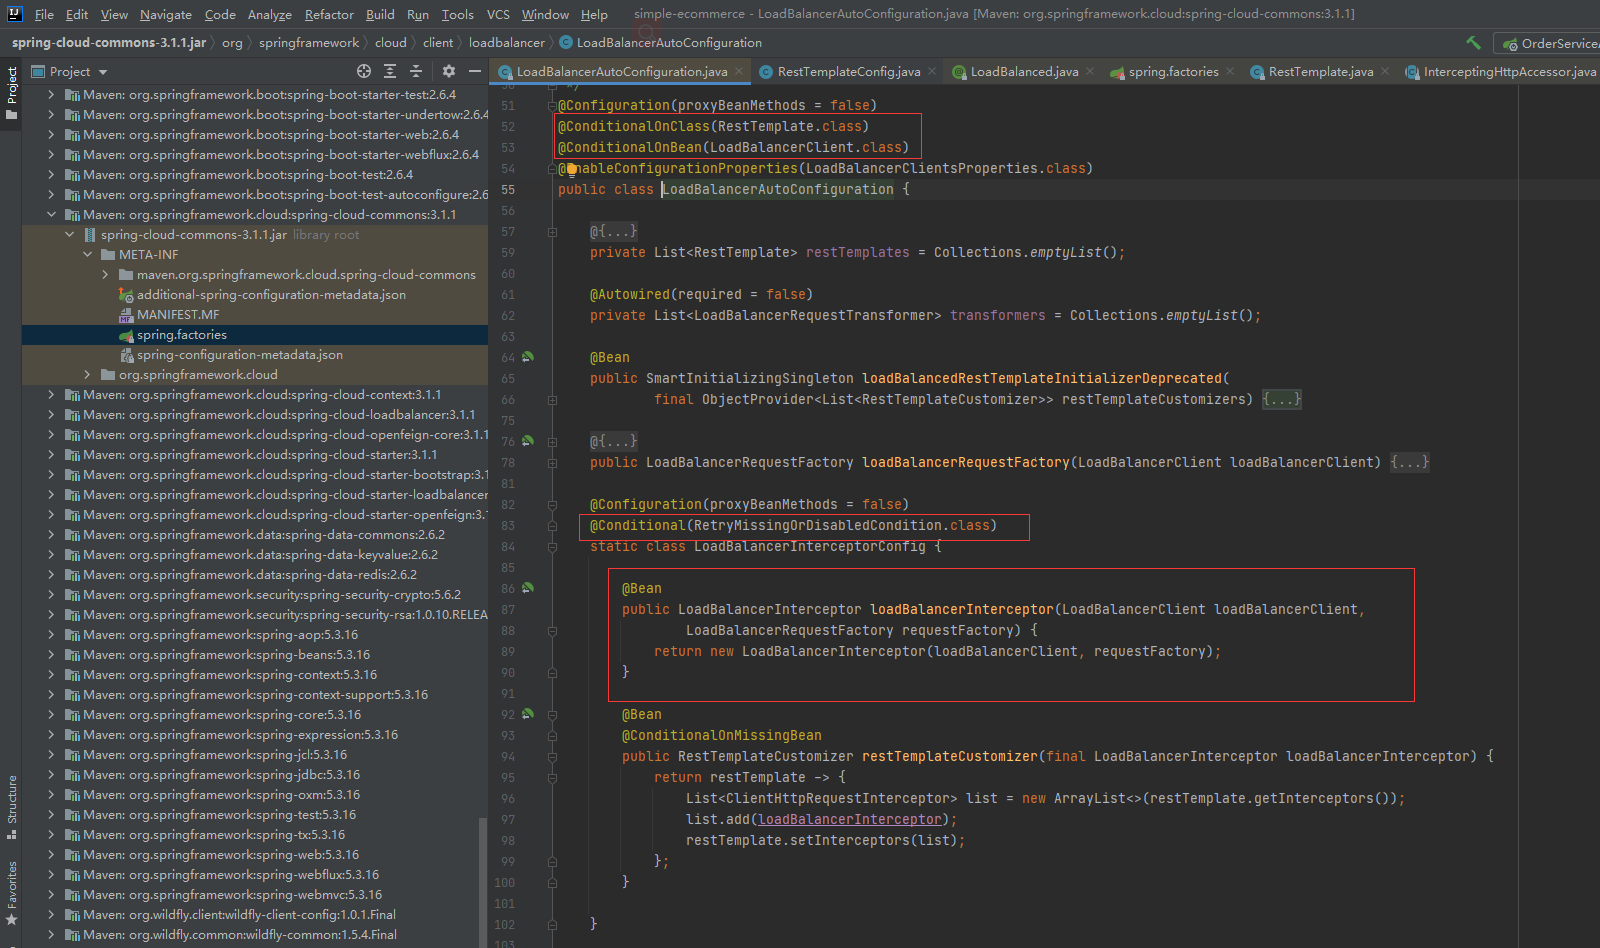 File Edit View Navigate Code Analyze Refactor Build Run Tools VCS Window Help simple-ecommerce - LoadBalancerAutoConfiguration.java [Maven: org.springframework.cloud:spring-cloud-commons:3.1.1]
spring-cloud-commons-3.1.1.jar org springframework cloud client loadbalancer LoadBalancerAutoConfiguration OrderService
Project
LoadBalancerAutoConfiguration.java RestTemplateConfig.java LoadBalanced.java spring.factories RestTemplate.java InterceptingHttpAccessor.java
Project
Structure
Favorites
Maven: org.springframework.boot:spring-boot-starter-test:2.6.4
Maven: org.springframework.boot:spring-boot-starter-undertow:2.6.4
Maven: org.springframework.boot:spring-boot-starter-web:2.6.4
Maven: org.springframework.boot:spring-boot-starter-webflux:2.6.4
Maven: org.springframework.boot:spring-boot-test:2.6.4
Maven: org.springframework.boot:spring-boot-test-autoconfigure:2.6
Maven: org.springframework.cloud:spring-cloud-commons:3.1.1
spring-cloud-commons-3.1.1.jar library root
META-INF
maven.org.springframework.cloud.spring-cloud-commons
additional-spring-configuration-metadata.json
MANIFEST.MF
spring.factories
spring-configuration-metadata.json
org.springframework.cloud
Maven: org.springframework.cloud:spring-cloud-context:3.1.1
Maven: org.springframework.cloud:spring-cloud-loadbalancer:3.1.1
Maven: org.springframework.cloud:spring-cloud-openfeign-core:3.1.1
Maven: org.springframework.cloud:spring-cloud-starter:3.1.1
Maven: org.springframework.cloud:spring-cloud-starter-bootstrap:3.1
Maven: org.springframework.cloud:spring-cloud-starter-loadbalancer
Maven: org.springframework.cloud:spring-cloud-starter-openfeign:3.
Maven: org.springframework.data:spring-data-commons:2.6.2
Maven: org.springframework.data:spring-data-keyvalue:2.6.2
Maven: org.springframework.data:spring-data-redis:2.6.2
Maven: org.springframework.security:spring-security-crypto:5.6.2
Maven: org.springframework.security:spring-security-rsa:1.0.10.RELEA
Maven: org.springframework:spring-aop:5.3.16
Maven: org.springframework:spring-beans:5.3.16
Maven: org.springframework:spring-context:5.3.16
Maven: org.springframework:spring-context-support:5.3.16
Maven: org.springframework:spring-core:5.3.16
Maven: org.springframework:spring-expression:5.3.16
Maven: org.springframework:spring-jcl:5.3.16
Maven: org.springframework:spring-jdbc:5.3.16
Maven: org.springframework:spring-oxm:5.3.16
Maven: org.springframework:spring-test:5.3.16
Maven: org.springframework:spring-tx:5.3.16
Maven: org.springframework:spring-web:5.3.16
Maven: org.springframework:spring-webflux:5.3.16
Maven: org.springframework:spring-webmvc:5.3.16
Maven: org.wildfly.client:wildfly-client-config:1.0.1.Final
Maven: org.wildfly.common:wildfly-common:1.5.4.Final
50 */
51 @Configuration(proxyBeanMethods = false)
52 @ConditionalOnClass(RestTemplate.class)
53 @ConditionalOnBean(LoadBalancerClient.class)
54 @EnableConfigurationProperties(LoadBalancerClientsProperties.class)
55 public class LoadBalancerAutoConfiguration {
56
57 @{...}
59 private List<RestTemplate> restTemplates = Collections.emptyList();
60
61 @Autowired(required = false)
62 private List<LoadBalancerRequestTransformer> transformers = Collections.emptyList();
63
64 @Bean
65 public SmartInitializingSingleton loadBalancedRestTemplateInitializerDeprecated(
66 final ObjectProvider<List<RestTemplateCustomizer>> restTemplateCustomizers) {...}
75
76 @{...}
78 public LoadBalancerRequestFactory loadBalancerRequestFactory(LoadBalancerClient loadBalancerClient) {...}
81
82 @Configuration(proxyBeanMethods = false)
83 @Conditional(RetryMissingOrDisabledCondition.class)
84 static class LoadBalancerInterceptorConfig {
85
86 @Bean
87 public LoadBalancerInterceptor loadBalancerInterceptor(LoadBalancerClient loadBalancerClient,
88 LoadBalancerRequestFactory requestFactory) {
89 return new LoadBalancerInterceptor(loadBalancerClient, requestFactory);
90 }
91
92 @Bean
93 @ConditionalOnMissingBean
94 public RestTemplateCustomizer restTemplateCustomizer(final LoadBalancerInterceptor loadBalancerInterceptor) {
95 return restTemplate -> {
96 List<ClientHttpRequestInterceptor> list = new ArrayList<>(restTemplate.getInterceptors());
97 list.add(loadBalancerInterceptor);
98 restTemplate.setInterceptors(list);
99 };
100 }
101
102 }
103